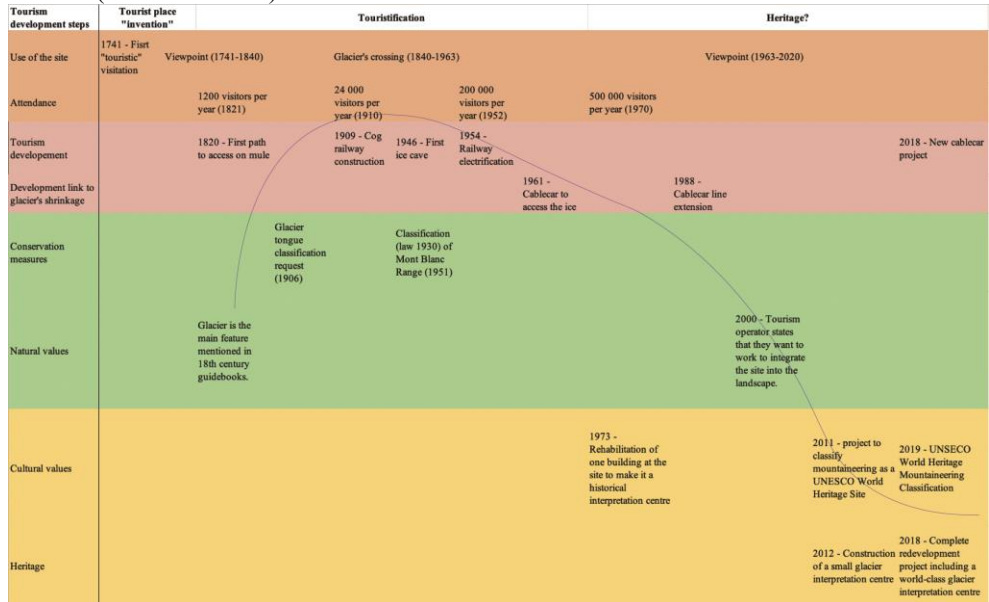 Tourism
development steps
Tourist place
"invention"
Touristification
Heritage?
Use of the site
1741 - Fisrt
"touristic"
visitation
Viewpoint (1741-1840)
Glacier's crossing (1840-1963)
Viewpoint (1963-2020)
Attendance
1200 visitors per
year (1821)
24 000
visitors per
year (1910)
200 000
visitors per
year (1952)
500 000 visitors
per year (1970)
Tourism
developement
1820 - First path
to access on mule
1909 - Cog
railway
construction
1946 - First
ice cave
1954 -
Railway
electrification
2018 - New cablecar
project
Development link to
glacier's shrinkage
1961 -
Cablecar to
access the ice
1988 -
Cablecar line
extension
Conservation
measures
Glacier
tongue
classification
request
(1906)
Classification
(law 1930) of
Mont Blanc
Range (1951)
Natural values
Glacier is the
main feature
mentioned in
18th century
guidebooks.
2000 - Tourism
operator states
that they want to
work to integrate
the site into the
landscape.
Cultural values
1973 -
Rehabilitation of
one building at the
site to make it a
historical
interpretation centre
2011 - project to
classify
mountaineering as a
UNESCO World
Heritage Site
2019 - UNSECO
World Heritage
Mountaineering
Classification
Heritage
2012 - Construction
of a small glacier
interpretation centre
2018 - Complete
redevelopment
project including a
world-class glacier
interpretation centre